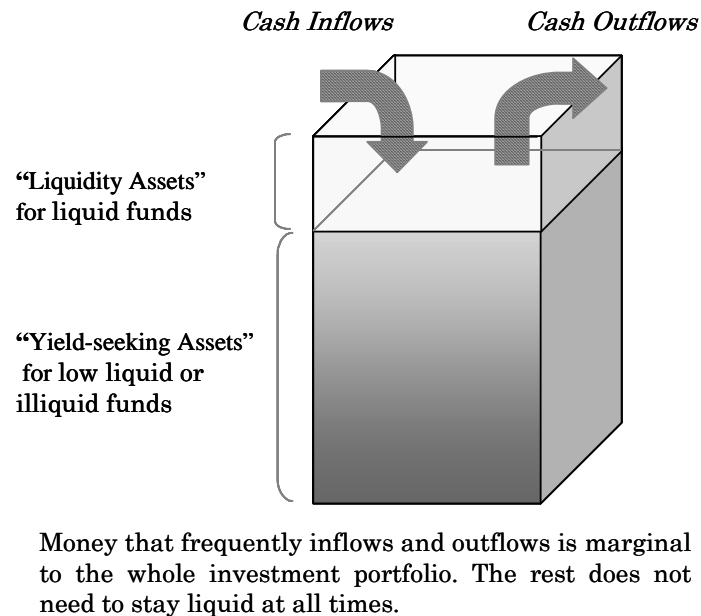 Cash Inflows
Cash Outflows
“Liquidity Assets”
for liquid funds
“Yield-seeking Assets”
for low liquid or
illiquid funds
Money that frequently inflows and outflows is marginal
to the whole investment portfolio. The rest does not
need to stay liquid at all times.